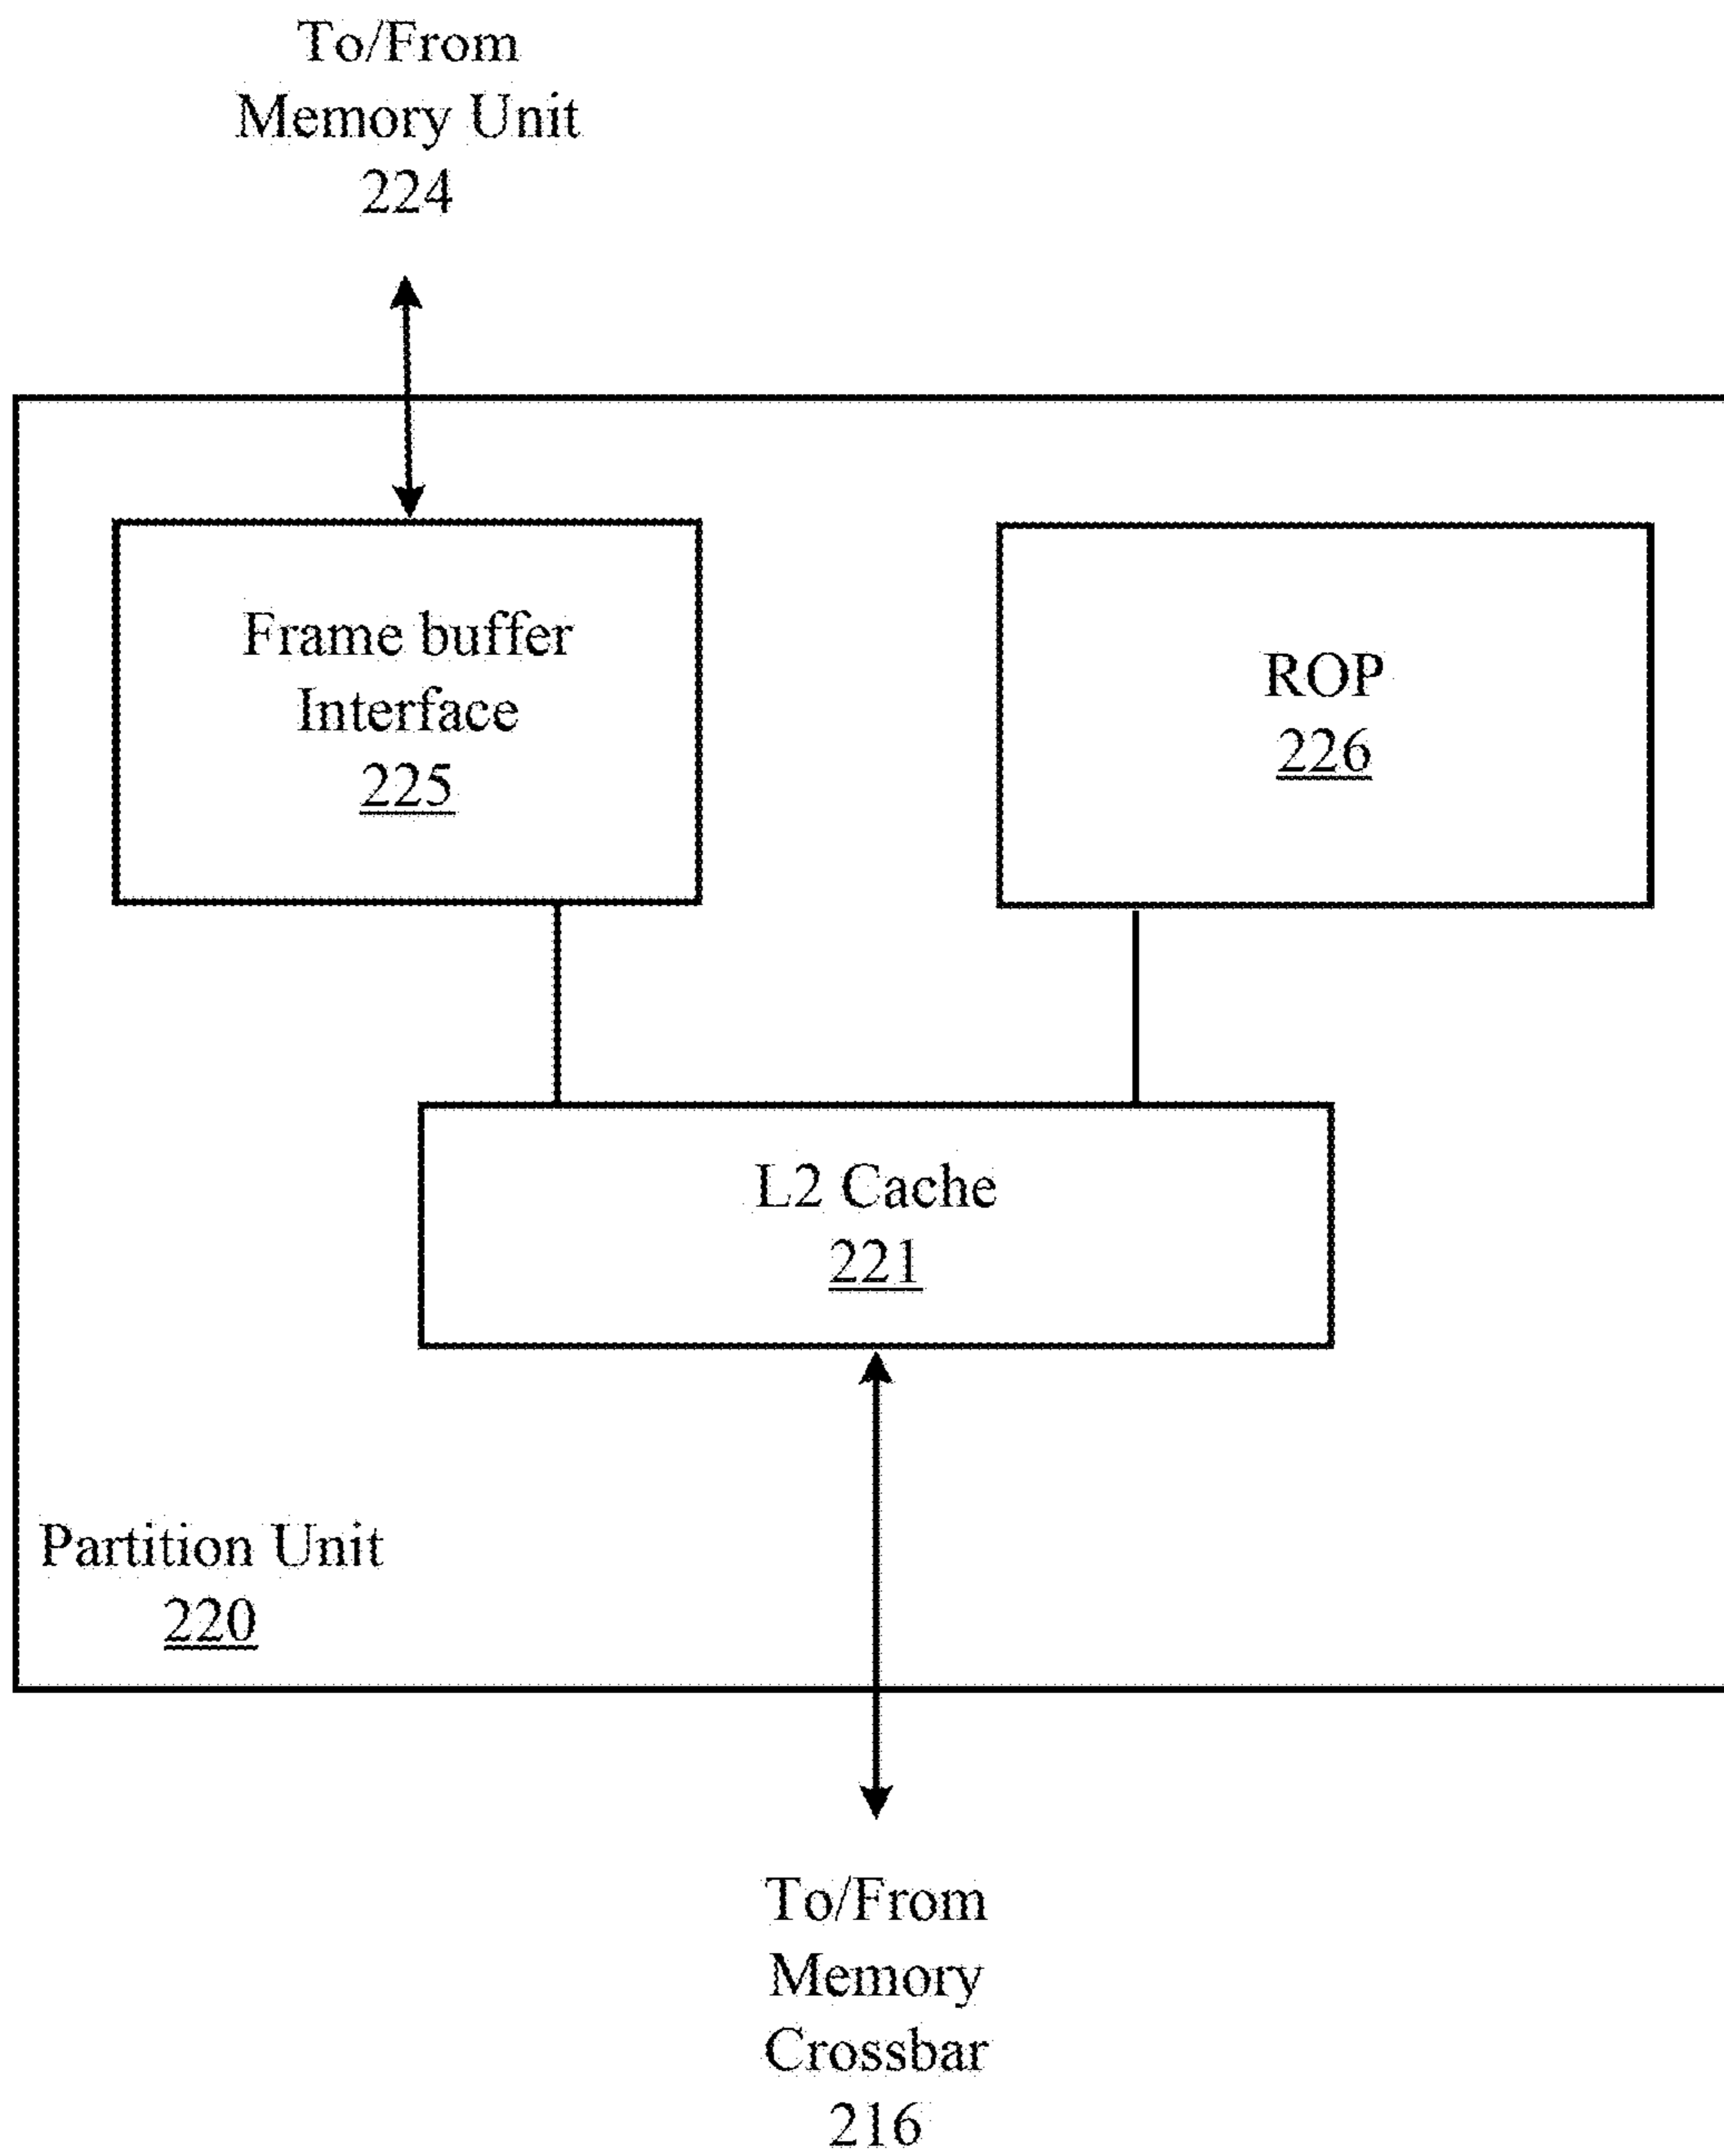 To/From
Memory Unit
224
Frame buffer
Interface
225
ROP
226
L2 Cache
221
Partition Unit
220
To/From
Memory
Crossbar
216